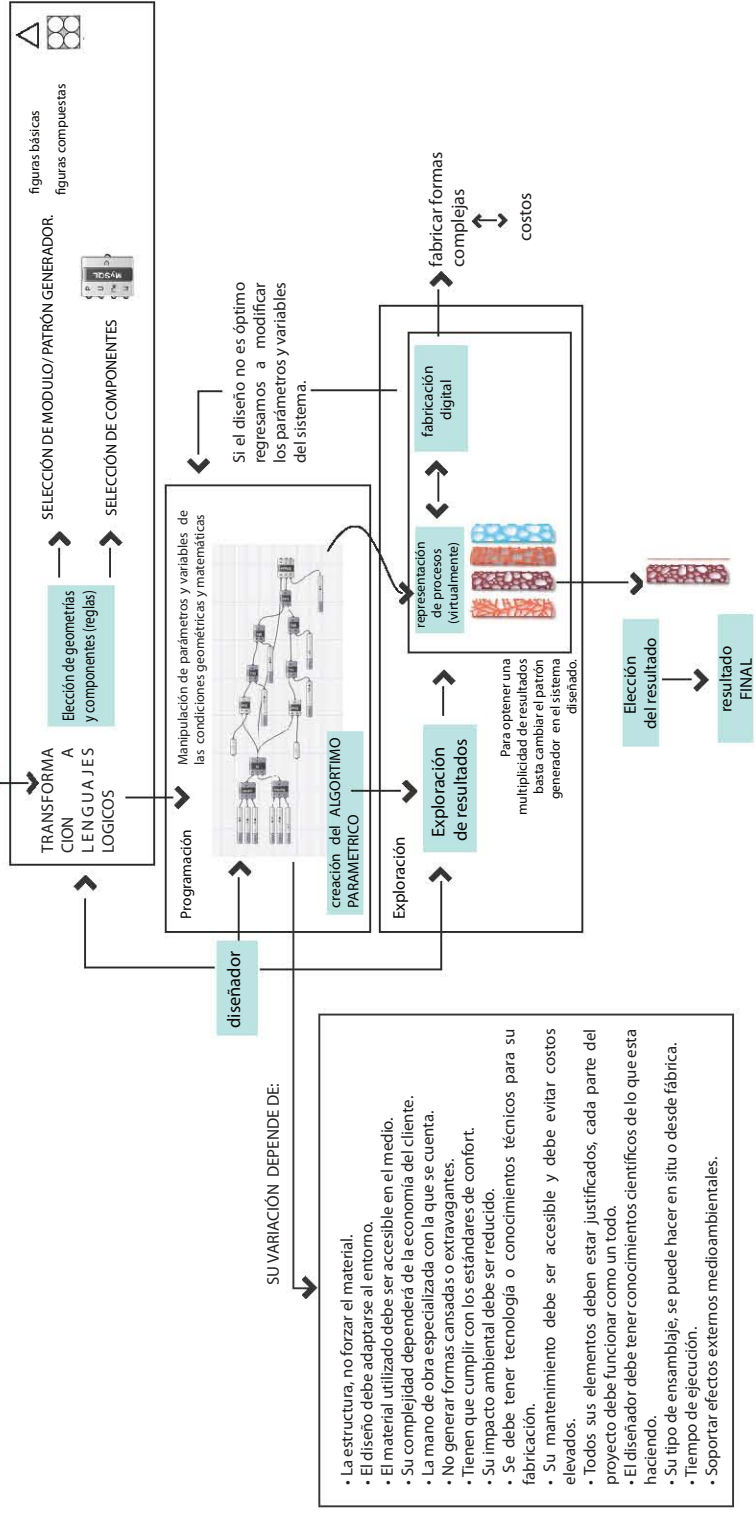 TRANSFORMA
CION A
LENGUAJES
LOGICOS
Elección de geometrías
y componentes (reglas)
SELECCIÓN DE MODULO/ PATRÓN GENERADOR.
figuras básicas
figuras compuestas
SELECCIÓN DE COMPONENTES
MySQL
diseñador
Programación
Manipulación de parámetros y variables de
las condiciones geométricas y matemáticas
creación del ALGORTIMO
PARAMETRICO
Si el diseño no es óptimo
regresamos a modificar
los parámetros y variables
del sistema.
Exploración
Exploración
de resultados
representación
de procesos
(virtualmente)
fabricación
digital
fabricar formas
complejas
costos
Para optener una
multiplicidad de resultados
basta cambiar el patrón
generador en el sistema
diseñado.
Elección
del resultado
resultado
FINAL
SU VARIACIÓN DEPENDE DE:
• La estructura, no forzar el material.
• El diseño debe adaptarse al entorno.
• El material utilizado debe ser accesible en el medio.
• Su complejidad dependerá de la economía del cliente.
• La mano de obra especializada con la que se cuenta.
• No generar formas cansadas o extravagantes.
• Tienen que cumplir con los estándares de confort.
• Su impacto ambiental debe ser reducido.
• Se debe tener tecnología o conocimientos técnicos para su
fabricación.
• Su mantenimiento debe ser accesible y debe evitar costos
elevados.
• Todos sus elementos deben estar justificados, cada parte del
proyecto debe funcionar como un todo.
• El diseñador debe tener conocimientos científicos de lo que esta
haciendo.
• Su tipo de ensamblaje, se puede hacer en situ o desde fábrica.
• Tiempo de ejecución.
• Soportar efectos externos medioambientales.